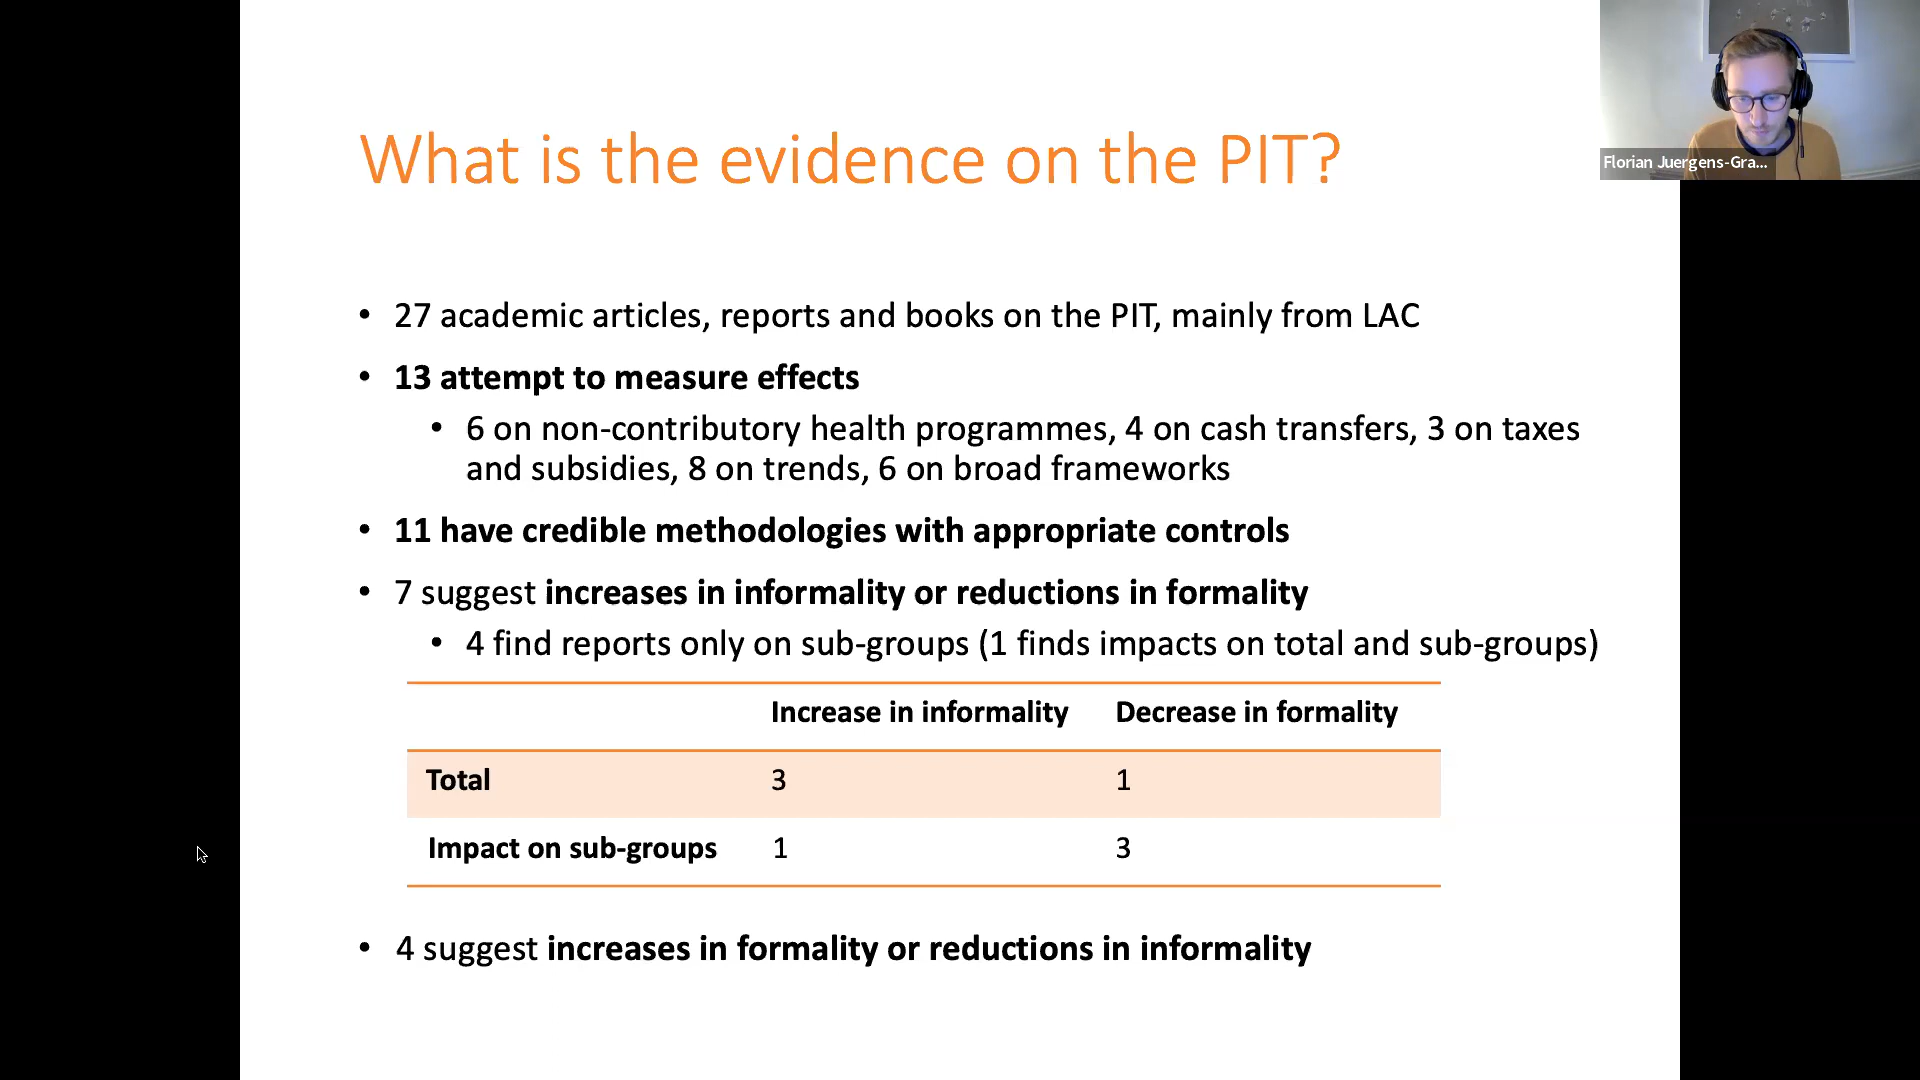 What is the evidence on the PIT?
Florian Juergens-Gra...
• 27 academic articles, reports and books on the PIT, mainly from LAC
• 13 attempt to measure effects
• 6 on non-contributory health programmes, 4 on cash transfers, 3 on taxes
and subsidies, 8 on trends, 6 on broad frameworks
• 11 have credible methodologies with appropriate controls
• 7 suggest increases in informality or reductions in formality
• 4 find reports only on sub-groups (1 finds impacts on total and sub-groups)
Increase in informality Decrease in formality
Total 3 1
Impact on sub-groups 1 3
• 4 suggest increases in formality or reductions in informality